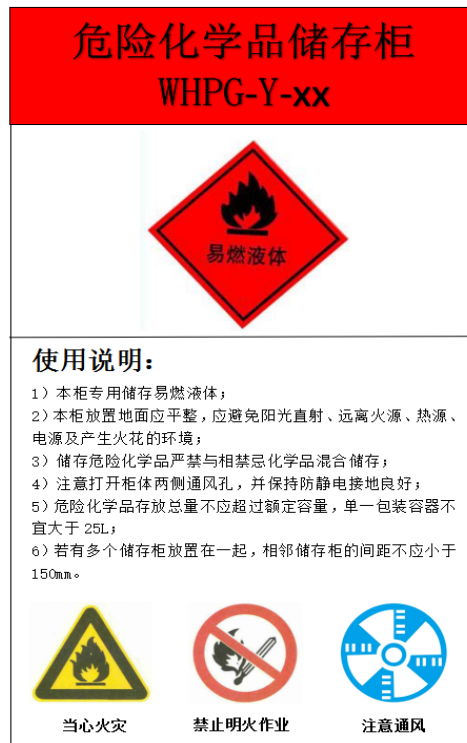 危险化学品储存柜
WHPG-Y-xx
易燃液体
使用说明：
1）本柜专用储存易燃液体；
2）本柜放置地面应平整，应避免阳光直射、远离火源、热源、
电源及产生火花的环境；
3）储存危险化学品严禁与相禁忌化学品混合储存；
4）注意打开柜体两侧通风孔，并保持防静电接地良好；
5）危险化学品存放总量不应超过额定容量，单一包装容器不
宜大于 25L；
6）若有多个储存柜放置在一起，相邻储存柜的间距不应小于
150mm。
当心火灾
禁止明火作业
注意通风